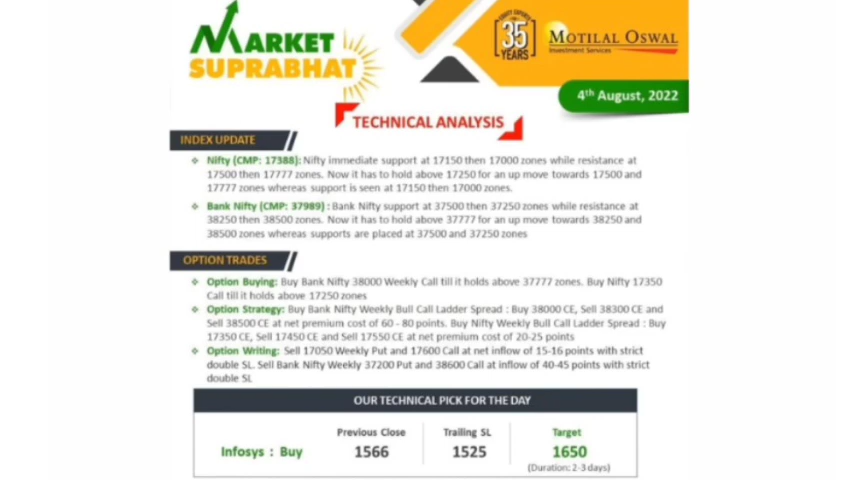 MARKET
SUPRABHAT
EQUITY EXPERTS
35
YEARS
MOTILAL OSWAL
Investment Services
4th August, 2022
TECHNICAL ANALYSIS
INDEX UPDATE
Nifty (CMP: 17388): Nifty immediate support at 17150 then 17000 zones while resistance at
17500 then 17777 zones. Now it has to hold above 17250 for an up move towards 17500 and
17777 zones whereas support is seen at 17150 then 17000 zones.
Bank Nifty (CMP: 37989) : Bank Nifty support at 37500 then 37250 zones while resistance at
38250 then 38500 zones. Now it has to hold above 37777 for an up move towards 38250 and
38500 zones whereas supports are placed at 37500 and 37250 zones
OPTION TRADES
Option Buying: Buy Bank Nifty 38000 Weekly Call till it holds above 37777 zones. Buy Nifty 17350
Call till it holds above 17250 zones
Option Strategy: Buy Bank Nifty Weekly Bull Call Ladder Spread : Buy 38000 CE, Sell 38300 CE and
Sell 38500 CE at net premium cost of 60 - 80 points. Buy Nifty Weekly Bull Call Ladder Spread : Buy
17350 CE, Sell 17450 CE and Sell 17550 CE at net premium cost of 20-25 points
Option Writing: Sell 17050 Weekly Put and 17600 Call at net inflow of 15-16 points with strict
double SL. Sell Bank Nifty Weekly 37200 Put and 38600 Call at inflow of 40-45 points with strict
double SL
OUR TECHNICAL PICK FOR THE DAY
Previous Close Trailing SL Target
Infosys : Buy 1566 1525 1650
(Duration: 2-3 days)